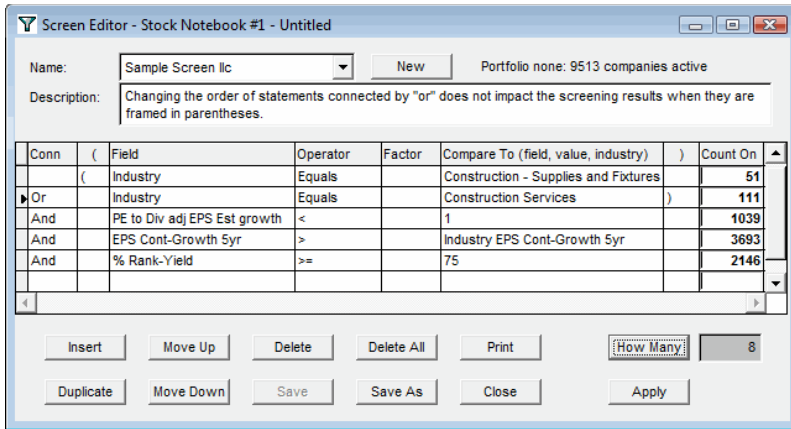 Screen Editor - Stock Notebook #1 - Untitled
Name: Sample Screen IIc New Portfolio none: 9513 companies active
Description: Changing the order of statements connected by "or" does not impact the screening results when they are
framed in parentheses.
Conn ( Field Operator Factor Compare To (field, value, industry) ) Count On
( Industry Equals Construction - Supplies and Fixtures 51
Or Industry Equals Construction Services ) 111
And PE to Div adj EPS Est growth < 1 1039
And EPS Cont-Growth 5yr > Industry EPS Cont-Growth 5yr 3693
And % Rank-Yield >= 75 2146
Insert Move Up Delete Delete All Print How Many 8
Duplicate Move Down Save Save As Close Apply